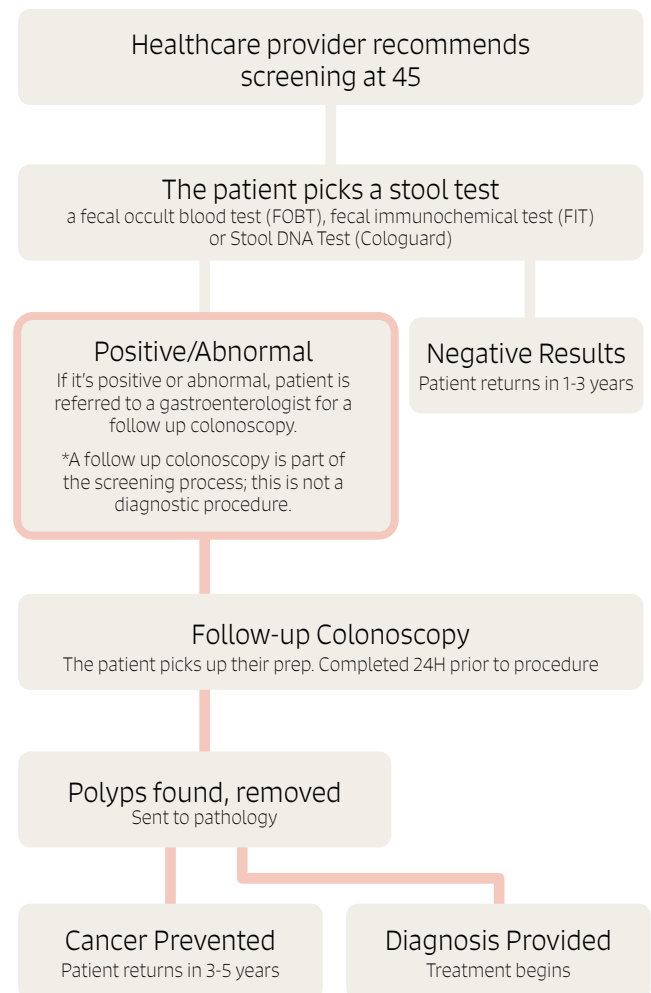 Healthcare provider recommends
screening at 45
The patient picks a stool test
a fecal occult blood test (FOBT), fecal immunochemical test (FIT)
or Stool DNA Test (Cologuard)
Positive/Abnormal
If it's positive or abnormal, patient is
referred to a gastroenterologist for a
follow up colonoscopy.
*A follow up colonoscopy is part of
the screening process; this is not a
diagnostic procedure.
Negative Results
Patient returns in 1-3 years
Follow-up Colonoscopy
The patient picks up their prep. Completed 24H prior to procedure
Polyps found, removed
Sent to pathology
Cancer Prevented
Patient returns in 3-5 years
Diagnosis Provided
Treatment begins